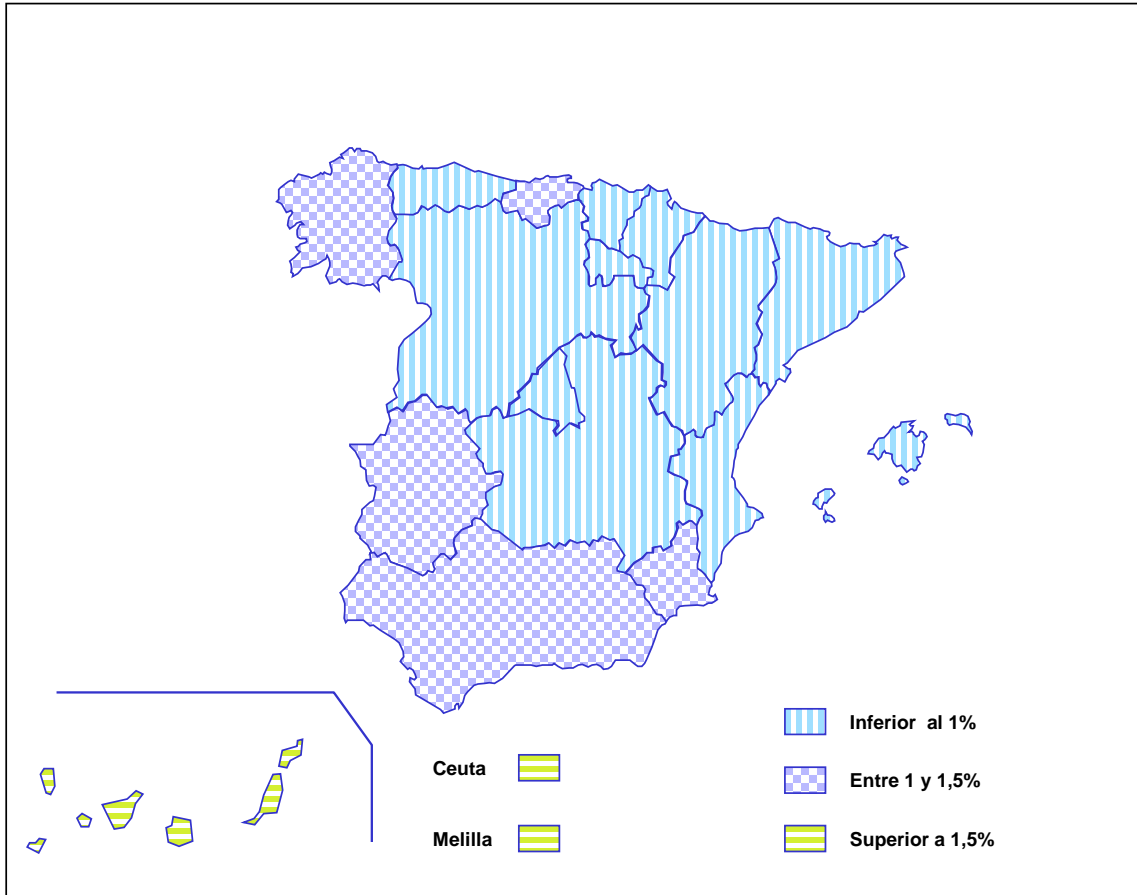 Ceuta
Melilla
Inferior al 1%
Entre 1 y 1,5%
Superior a 1,5%